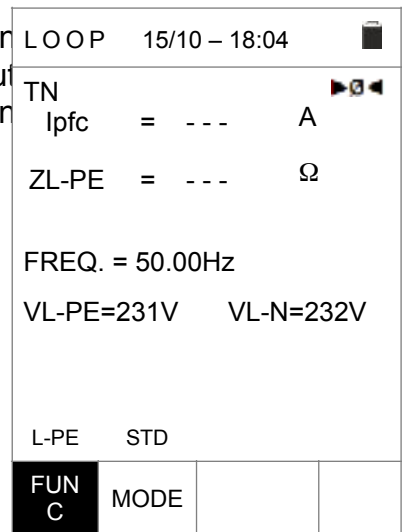 LOOP 15/10 – 18:04
TN
Ipfc = - - - A
ZL-PE = - - - Ω
FREQ. = 50.00Hz
VL-PE=231V VL-N=232V
L-PE STD
FUN
C MODE